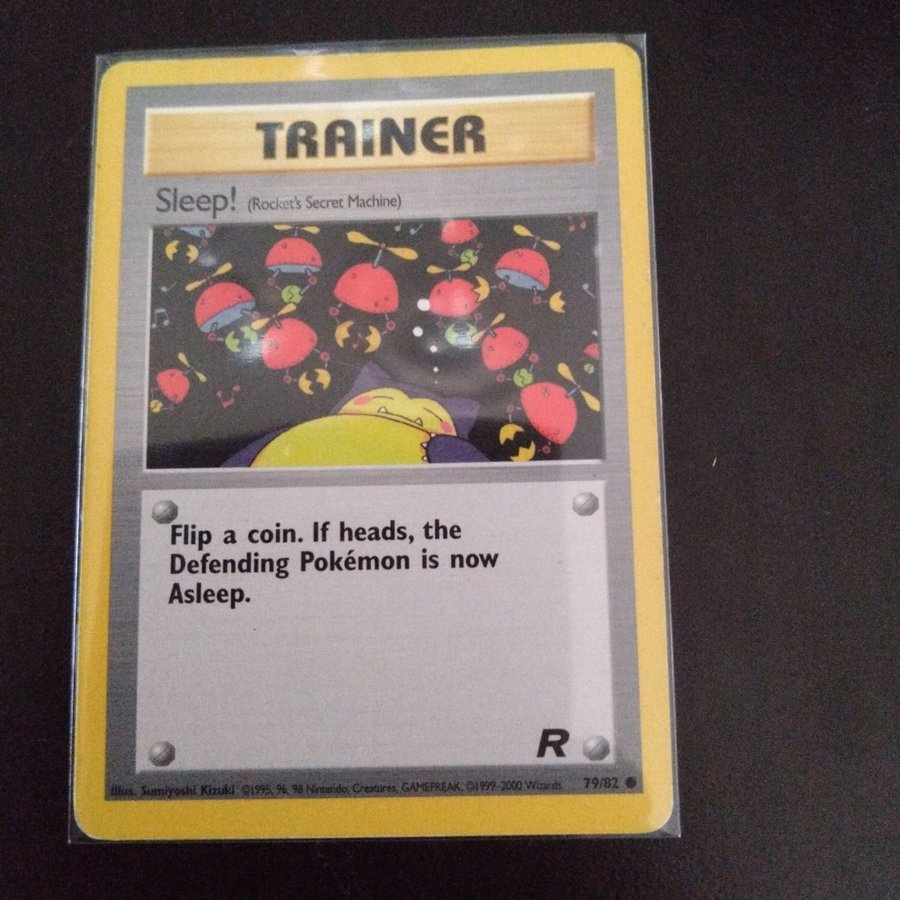 TRAINER
Sleep! (Rocket's Secret Machine)
Flip a coin. If heads, the
Defending Pokémon is now
Asleep.
R
Illus. Sumiyoshi Kizuki ©1995, 96, 98 Nintendo, Creatures, GAMEFREAK. ©1999-2000 Wizards. 79/82